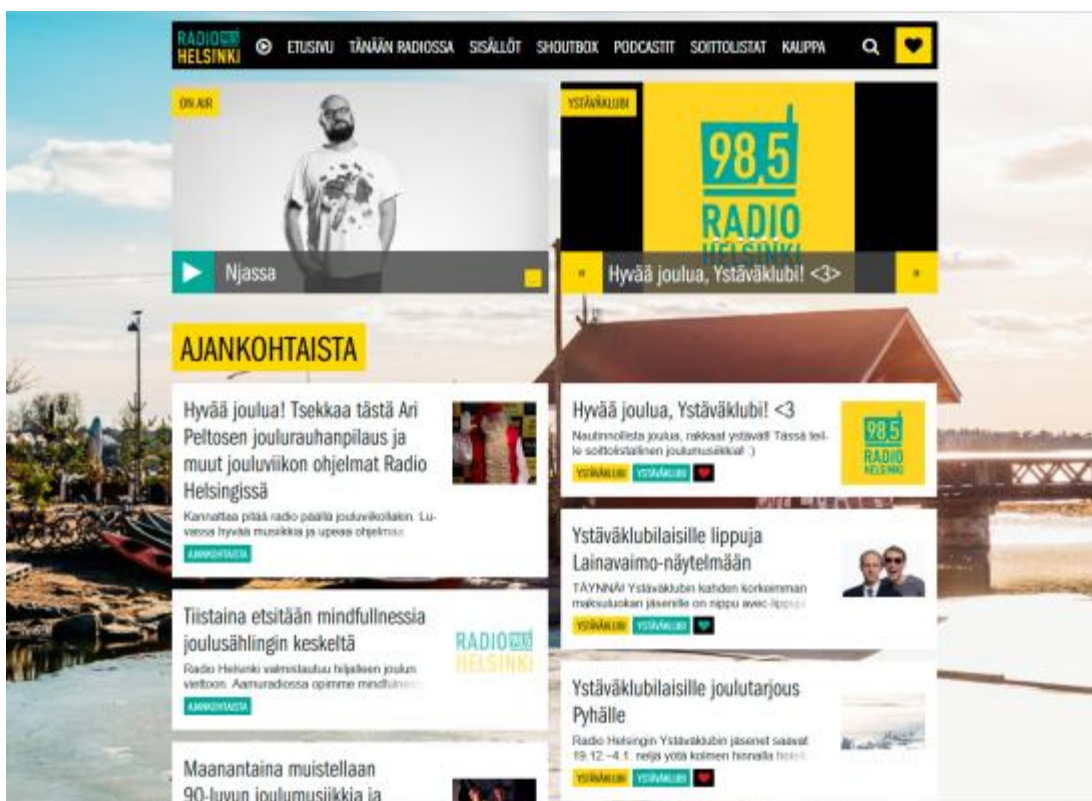 RADIO 98,5
HELSINKI
ETUSIVU TÄNÄÄN RADIOSSA SISÄLLÖT SHOUTBOX PODCASTIT SOITTOLISTAT KAUPPA
ON AIR
Njassa
YSTÄVÄKLUBI
98,5
RADIO
HELSINKI
« Hyvää joulua, Ystäväklubi! <3> »
AJANKOHTAISTA
Hyvää joulua! Tsekkaa tästä Ari
Peltosen joulurauhanpilaus ja
muut jouluviikon ohjelmat Radio
Helsingissä
Kannattaa pitää radio päällä jouluviikollakin. Lu-
vassa hyvää musiikkia ja upeaa ohjelmaa
AJANKOHTAISTA
Tiistaina etsitään mindfullnessia
joulusählingin keskeltä
Radio Helsinki valmistautuu hiljalleen joulun
viettoon. Aamuradiossa opimme mindfulness
AJANKOHTAISTA
RADIO 98,5
HELSINKI
Maanantaina muistellaan
90-luvun joulumusiikkia ja
Hyvää joulua, Ystäväklubi! <3
Nautinnollista joulua, rakkaat ystävät! Tässä teil-
le soittolistallinen joulumusiikkia! :)
YSTÄVÄKLUBI YSTÄVÄKLUBI
98,5
RADIO
HELSINKI
Ystäväklubilaisille lippuja
Lainavaimo-näytelmään
TÄYNNÄ! Ystäväklubin kahden korkeimman
maksuluokan jäsenille on nippu avec-lippuja
YSTÄVÄKLUBI YSTÄVÄKLUBI
Ystäväklubilaisille joulutarjous
Pyhälle
Radio Helsingin Ystäväklubin jäsenet saavat
19.12.–4.1. neljä yötä kolmen hinnalla hotell
YSTÄVÄKLUBI YSTÄVÄKLUBI